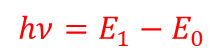 hν = E₁ − E₀